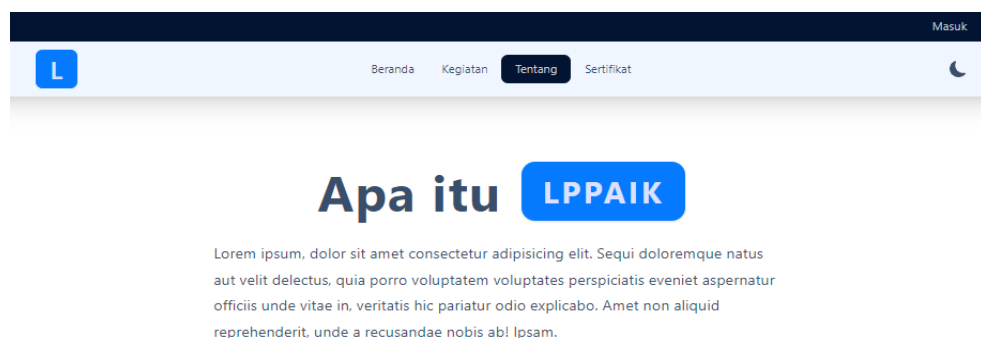 Masuk
L
Beranda Kegiatan Tentang Sertifikat
Apa itu LPPAIK
Lorem ipsum, dolor sit amet consectetur adipisicing elit. Sequi doloremque natus
aut velit delectus, quia porro voluptatem voluptates perspiciatis eveniet aspernatur
officiis unde vitae in, veritatis hic pariatur odio explicabo. Amet non aliquid
reprehenderit, unde a recusandae nobis ab! Ipsam.